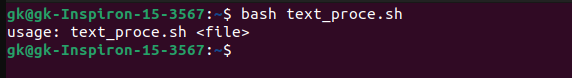 gk@gk-Inspiron-15-3567:~$ bash text_proce.sh
usage: text_proce.sh <file>
gk@gk-Inspiron-15-3567:~$